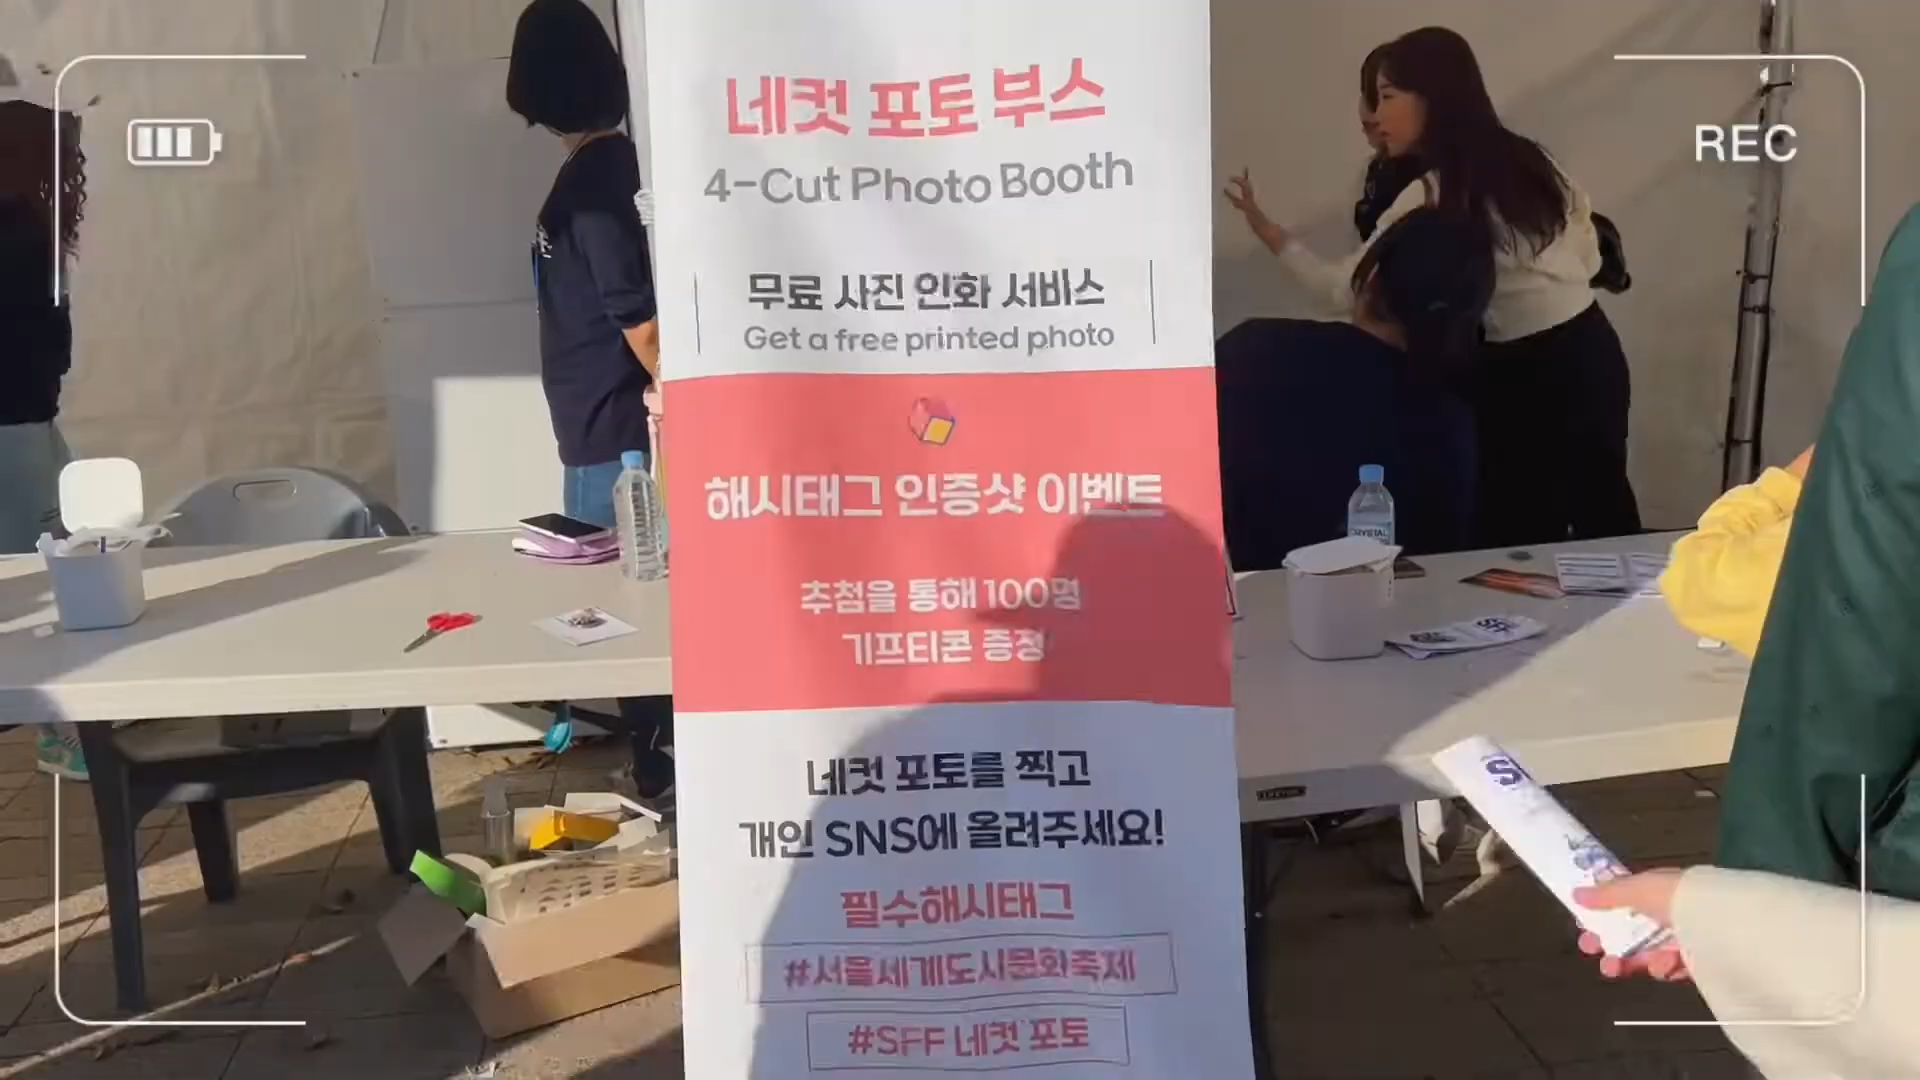 REC
네컷 포토 부스
4-Cut Photo Booth
무료 사진 인화 서비스
Get a free printed photo
해시태그 인증샷 이벤트
추첨을 통해 100명
기프티콘 증정!
네컷 포토를 찍고
개인 SNS에 올려주세요!
필수해시태그
#서울세계도시문화축제
#SFF 네컷 포토
CRYSTAL
LIFETIME